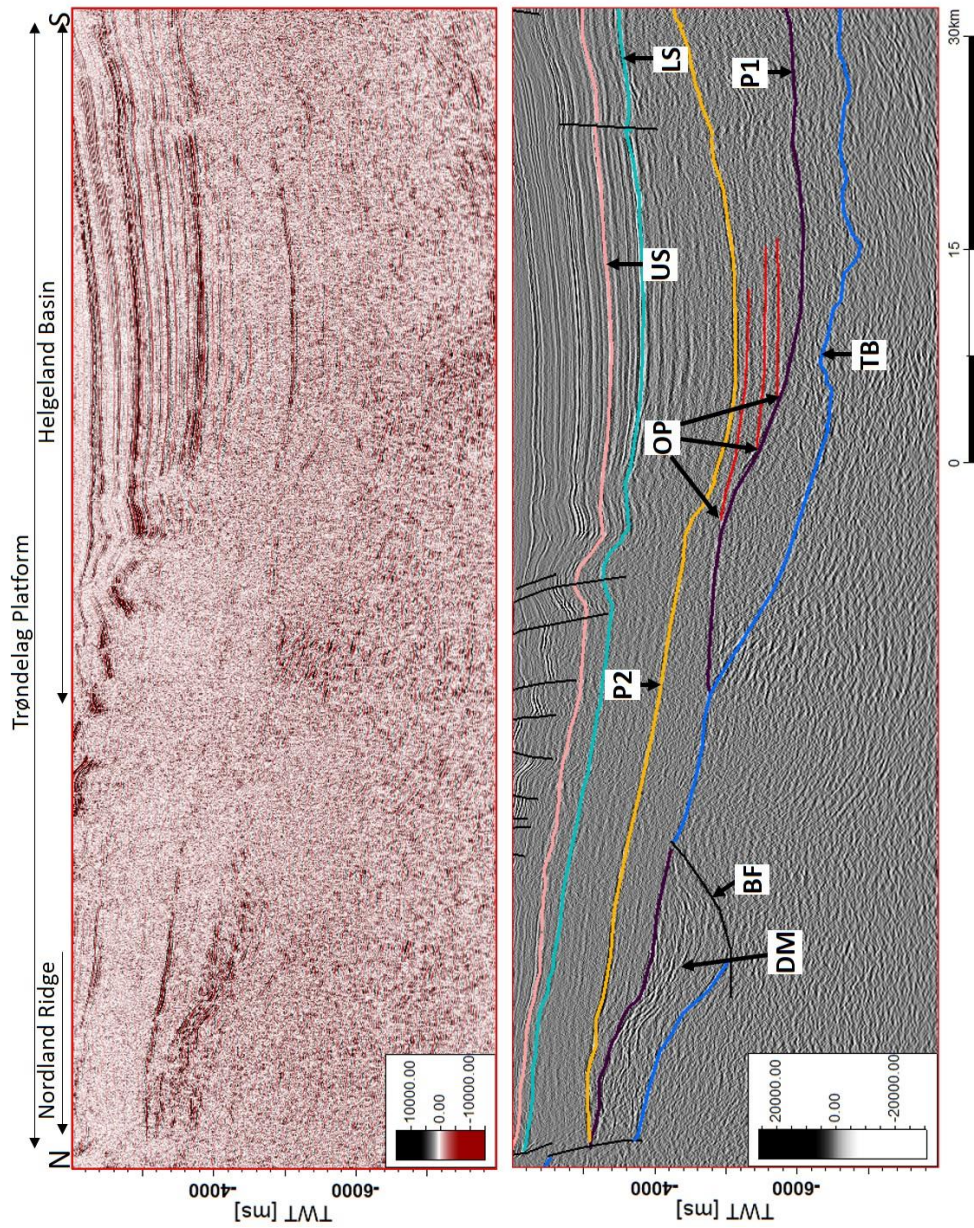 N
S
Trøndelag Platform
Nordland Ridge
Helgeland Basin
-4000
-6000
TWT [ms]
10000.00
0.00
-10000.00
US
LS
P2
OP
P1
BF
DM
TB
-4000
-6000
TWT [ms]
20000.00
0.00
-20000.00
0
15
30km